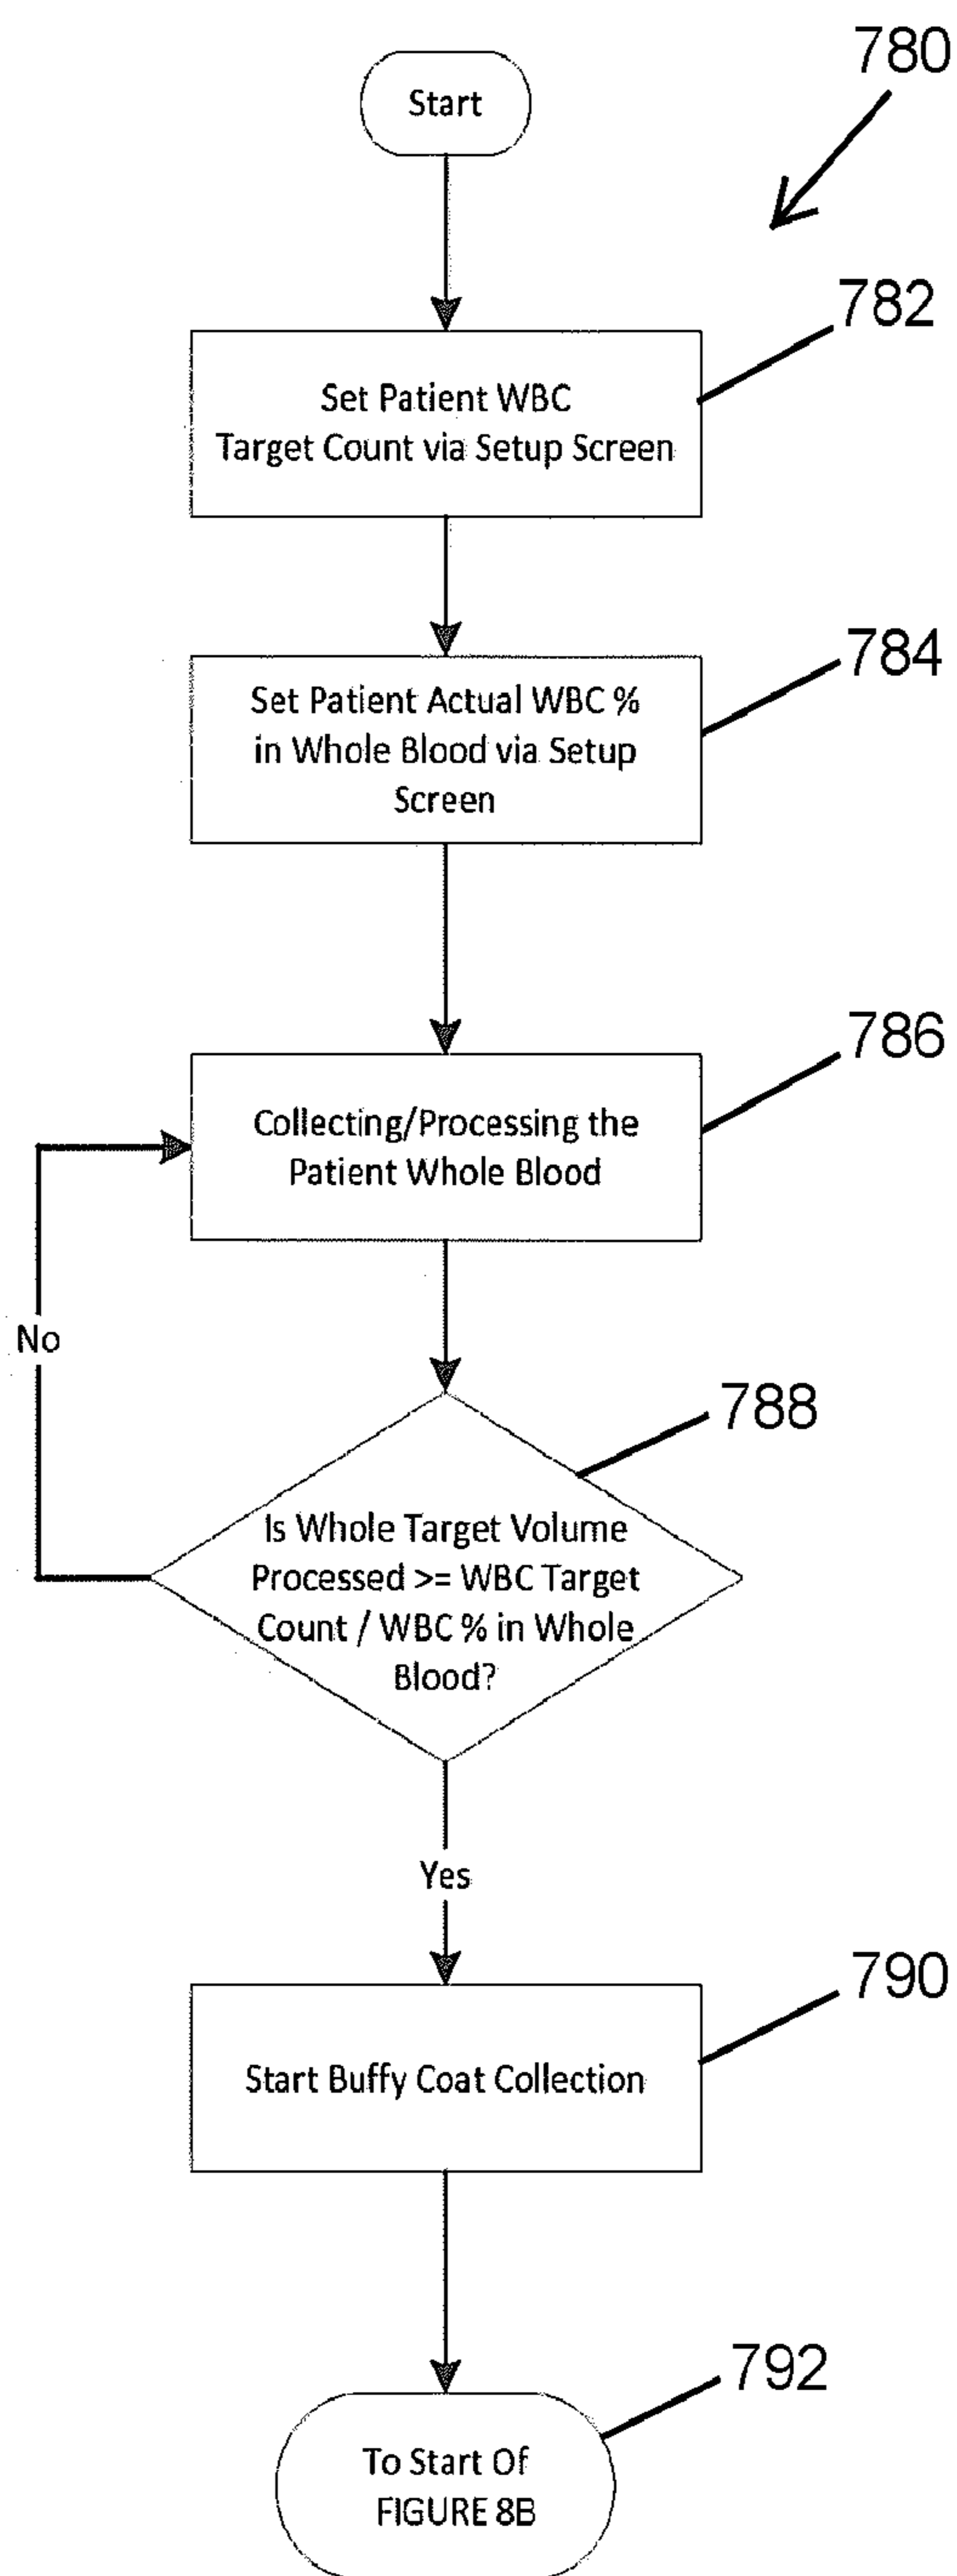 780
Start
782
Set Patient WBC
Target Count via Setup Screen
784
Set Patient Actual WBC %
in Whole Blood via Setup
Screen
786
Collecting/Processing the
Patient Whole Blood
No
788
Is Whole Target Volume
Processed >= WBC Target
Count / WBC % in Whole
Blood?
Yes
790
Start Buffy Coat Collection
792
To Start Of
FIGURE 8B